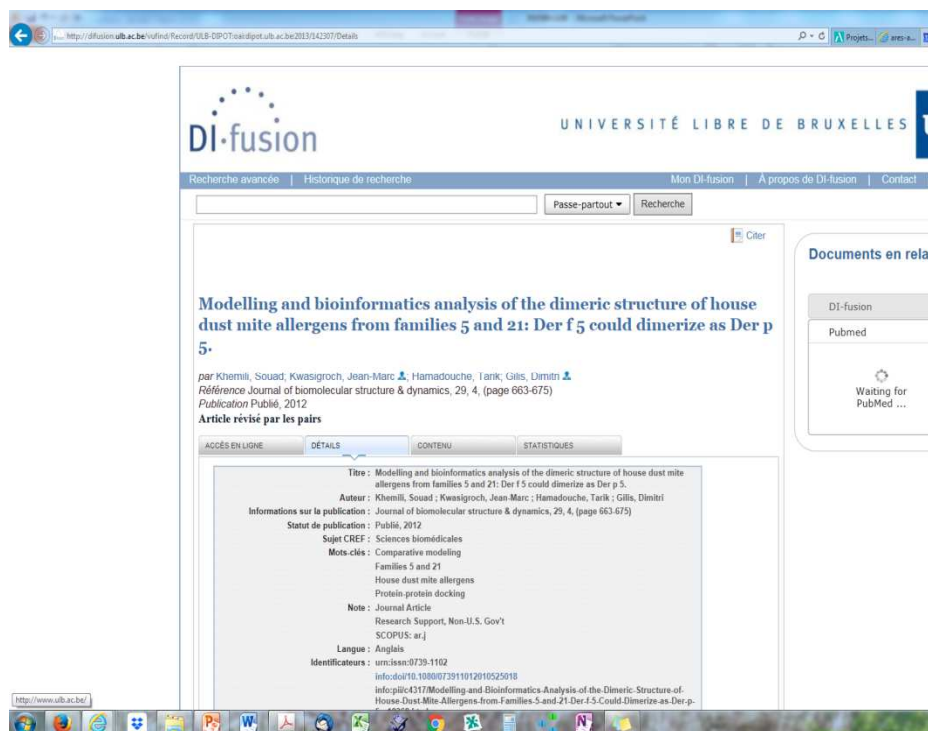 http://difusion.ulb.ac.be/vufind/Record/ULB-DIPOT:oai:dipot.ulb.ac.be:2013/142307/Details
Projets...
ares-a...
DI-fusion
UNIVERSITÉ LIBRE DE BRUXELLES
Recherche avancée | Historique de recherche
Mon DI-fusion | À propos de DI-fusion | Contact
Passe-partout
Recherche
Citer
Documents en rela
DI-fusion
Pubmed
Waiting for
PubMed ...
Modelling and bioinformatics analysis of the dimeric structure of house
dust mite allergens from families 5 and 21: Der f 5 could dimerize as Der p
5.
par Khemili, Souad; Kwasigroch, Jean-Marc; Hamadouche, Tarik; Gilis, Dimitri
Référence Journal of biomolecular structure & dynamics, 29, 4, (page 663-675)
Publication Publié, 2012
Article révisé par les pairs
ACCÈS EN LIGNE
DÉTAILS
CONTENU
STATISTIQUES
Titre : Modelling and bioinformatics analysis of the dimeric structure of house dust mite
allergens from families 5 and 21: Der f 5 could dimerize as Der p 5.
Auteur : Khemili, Souad ; Kwasigroch, Jean-Marc ; Hamadouche, Tarik ; Gilis, Dimitri
Informations sur la publication : Journal of biomolecular structure & dynamics, 29, 4, (page 663-675)
Statut de publication : Publié, 2012
Sujet CREF : Sciences biomédicales
Mots-clés : Comparative modeling
Families 5 and 21
House dust mite allergens
Protein-protein docking
Note : Journal Article
Research Support, Non-U.S. Gov't
SCOPUS: ar.j
Langue : Anglais
Identificateurs : urn:issn:0739-1102
info:doi/10.1080/073911012010525018
info:pii/c4317/Modelling-and-Bioinformatics-Analysis-of-the-Dimeric-Structure-of-
House-Dust-Mite-Allergens-from-Families-5-and-21-Der-f-5-Could-Dimerize-as-Der-p-
http://www.ulb.ac.be/